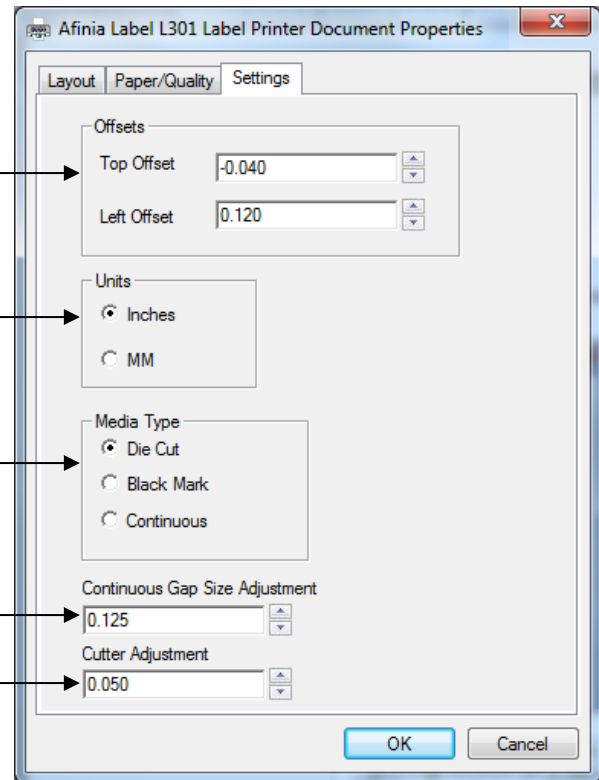 Afinia Label L301 Label Printer Document Properties
Layout Paper/Quality Settings
Offsets
Top Offset -0.040
Left Offset 0.120
Units
Inches
MM
Media Type
Die Cut
Black Mark
Continuous
Continuous Gap Size Adjustment
0.125
Cutter Adjustment
0.050
OK Cancel